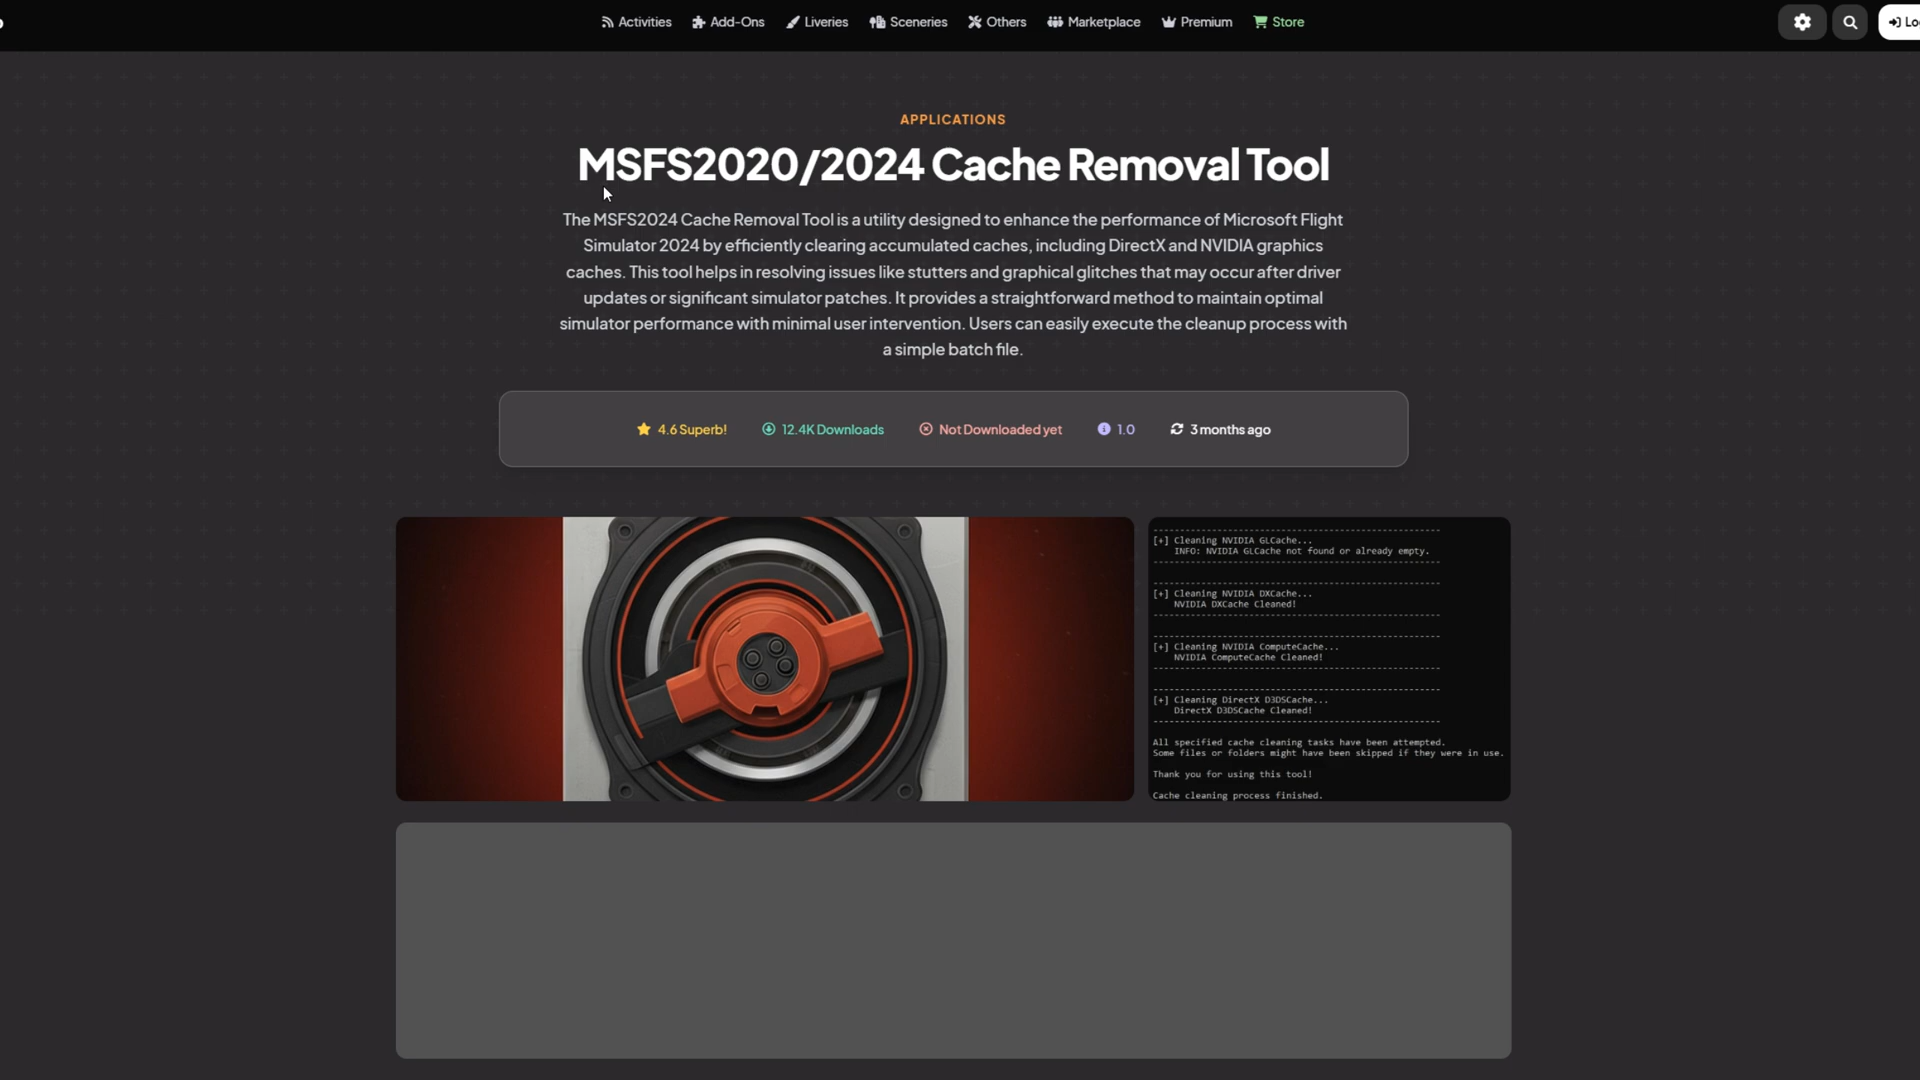 Activities Add-Ons Liveries Sceneries Others Marketplace Premium Store
APPLICATIONS
MSFS2020/2024 Cache Removal Tool
The MSFS2024 Cache Removal Tool is a utility designed to enhance the performance of Microsoft Flight
Simulator 2024 by efficiently clearing accumulated caches, including DirectX and NVIDIA graphics
caches. This tool helps in resolving issues like stutters and graphical glitches that may occur after driver
updates or significant simulator patches. It provides a straightforward method to maintain optimal
simulator performance with minimal user intervention. Users can easily execute the cleanup process with
a simple batch file.
4.6 Superb! 12.4K Downloads Not Downloaded yet 1.0 3 months ago
------------------------------------------------------
[+] Cleaning NVIDIA GLCache...
INFO: NVIDIA GLCache not found or already empty.
------------------------------------------------------
------------------------------------------------------
[+] Cleaning NVIDIA DXCache...
NVIDIA DXCache Cleaned!
------------------------------------------------------
------------------------------------------------------
[+] Cleaning NVIDIA ComputeCache...
NVIDIA ComputeCache Cleaned!
------------------------------------------------------
------------------------------------------------------
[+] Cleaning DirectX D3DSCache...
DirectX D3DSCache Cleaned!
------------------------------------------------------
All specified cache cleaning tasks have been attempted.
Some files or folders might have been skipped if they were in use.
Thank you for using this tool!
Cache cleaning process finished.